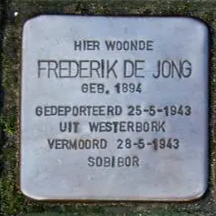 HIER WOONDE
FREDERIK DE JONG
GEB. 1894
GEDEPORTEERD 25-5-1943
UIT WESTERBORK
VERMOORD 28-5-1943
SOBIBOR